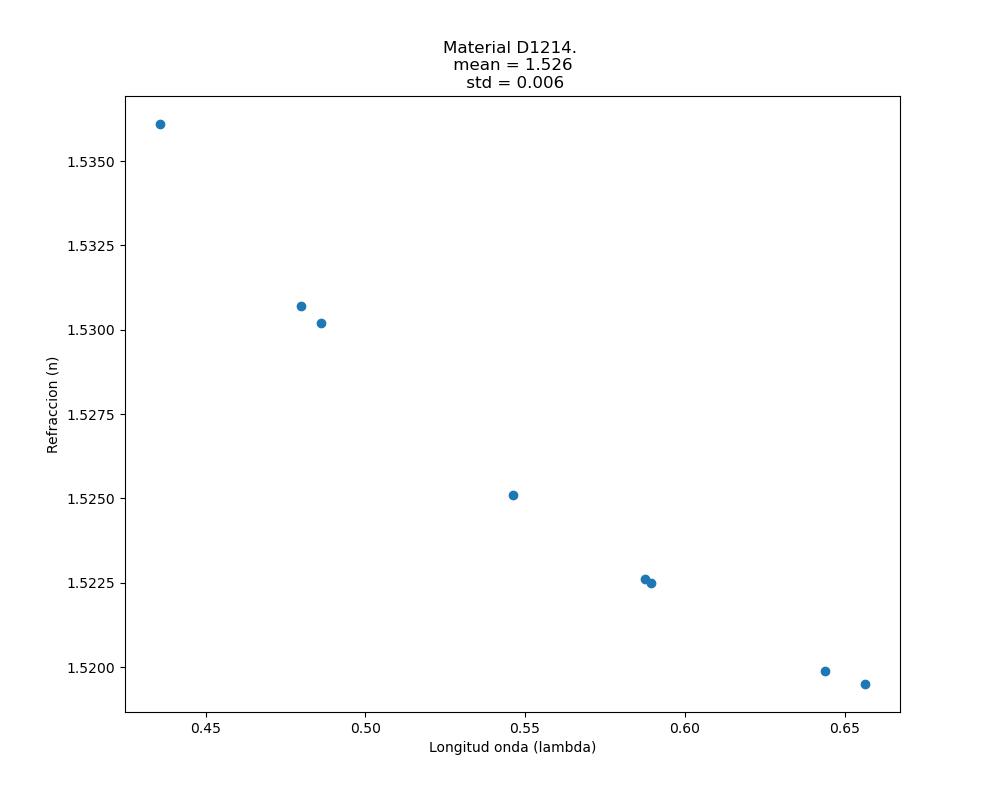 Material D1214.
mean = 1.526
std = 0.006
1.5350
1.5325
1.5300
1.5275
1.5250
1.5225
1.5200
Refraccion (n)
0.45 0.50 0.55 0.60 0.65
Longitud onda (lambda)